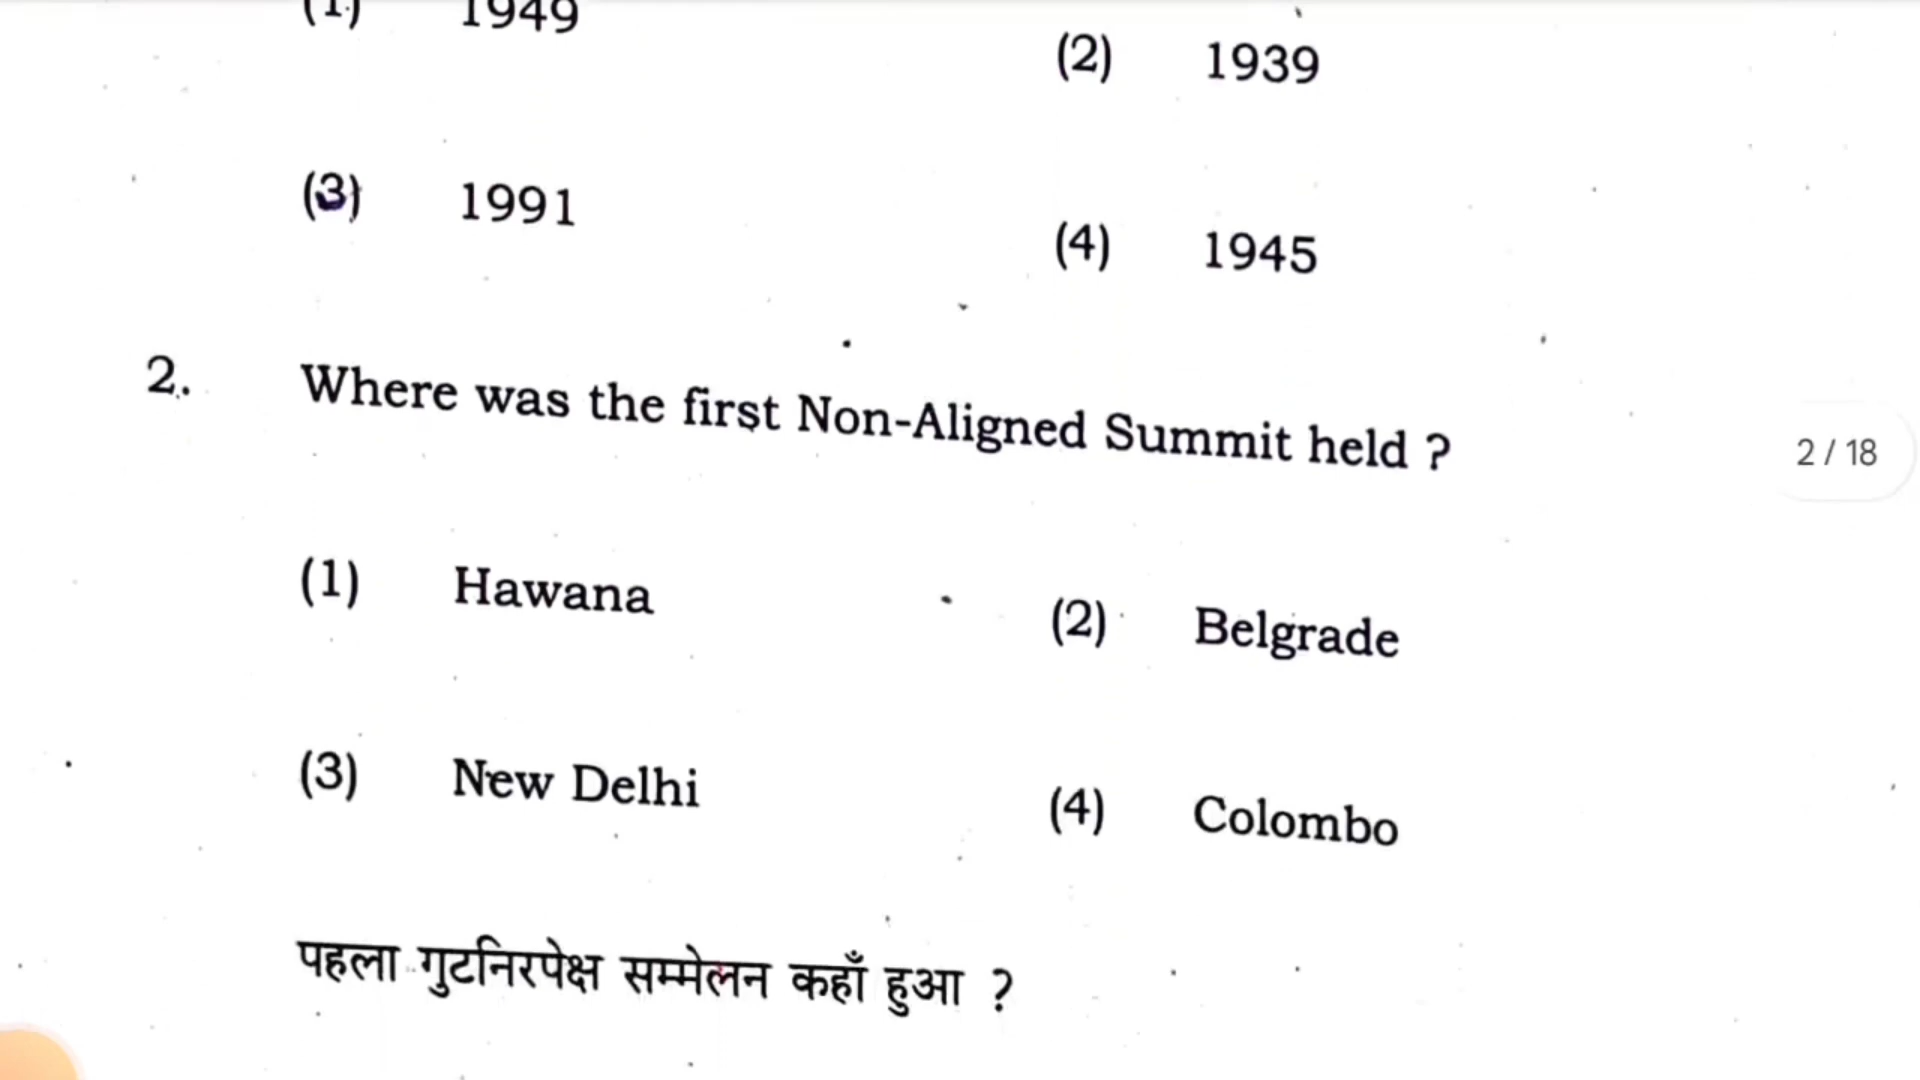 (1) 1949
(2) 1939
(3) 1991
(4) 1945
2. Where was the first Non-Aligned Summit held ?
2 / 18
(1) Hawana
(2) Belgrade
(3) New Delhi
(4) Colombo
पहला गुटनिरपेक्ष सम्मेलन कहाँ हुआ ?